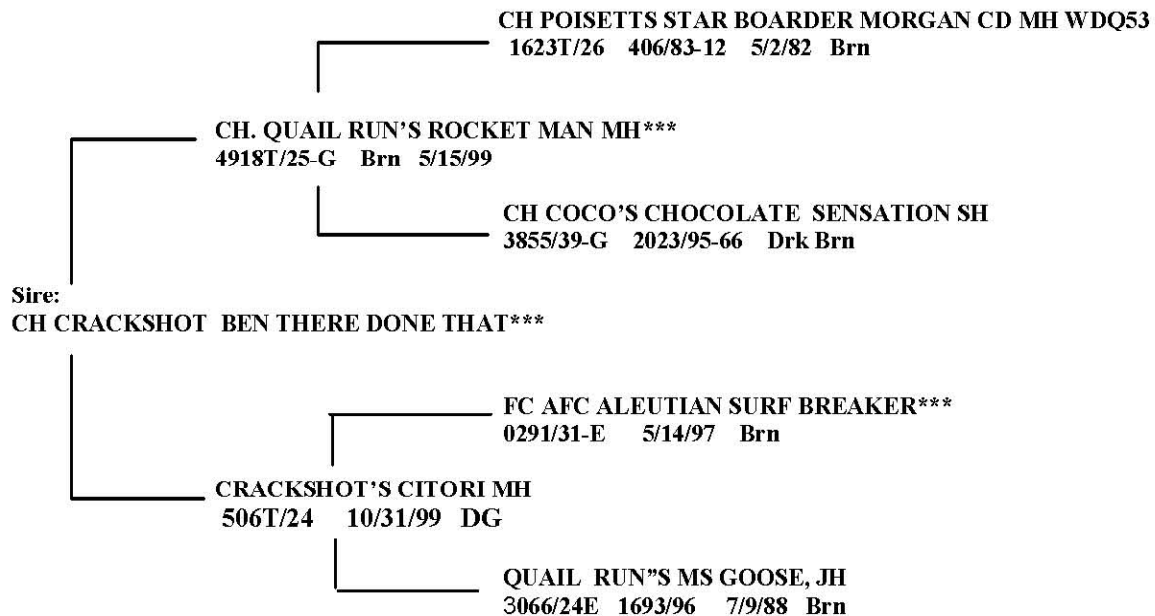 CH POISETTS STAR BOARDER MORGAN CD MH WDQ53
1623T/26 406/83-12 5/2/82 Brn
CH. QUAIL RUN'S ROCKET MAN MH***
4918T/25-G Brn 5/15/99
CH COCO'S CHOCOLATE SENSATION SH
3855/39-G 2023/95-66 Drk Brn
Sire:
CH CRACKSHOT BEN THERE DONE THAT***
FC AFC ALEUTIAN SURF BREAKER***
0291/31-E 5/14/97 Brn
CRACKSHOT'S CITORI MH
506T/24 10/31/99 DG
QUAIL RUN"S MS GOOSE, JH
3066/24E 1693/96 7/9/88 Brn